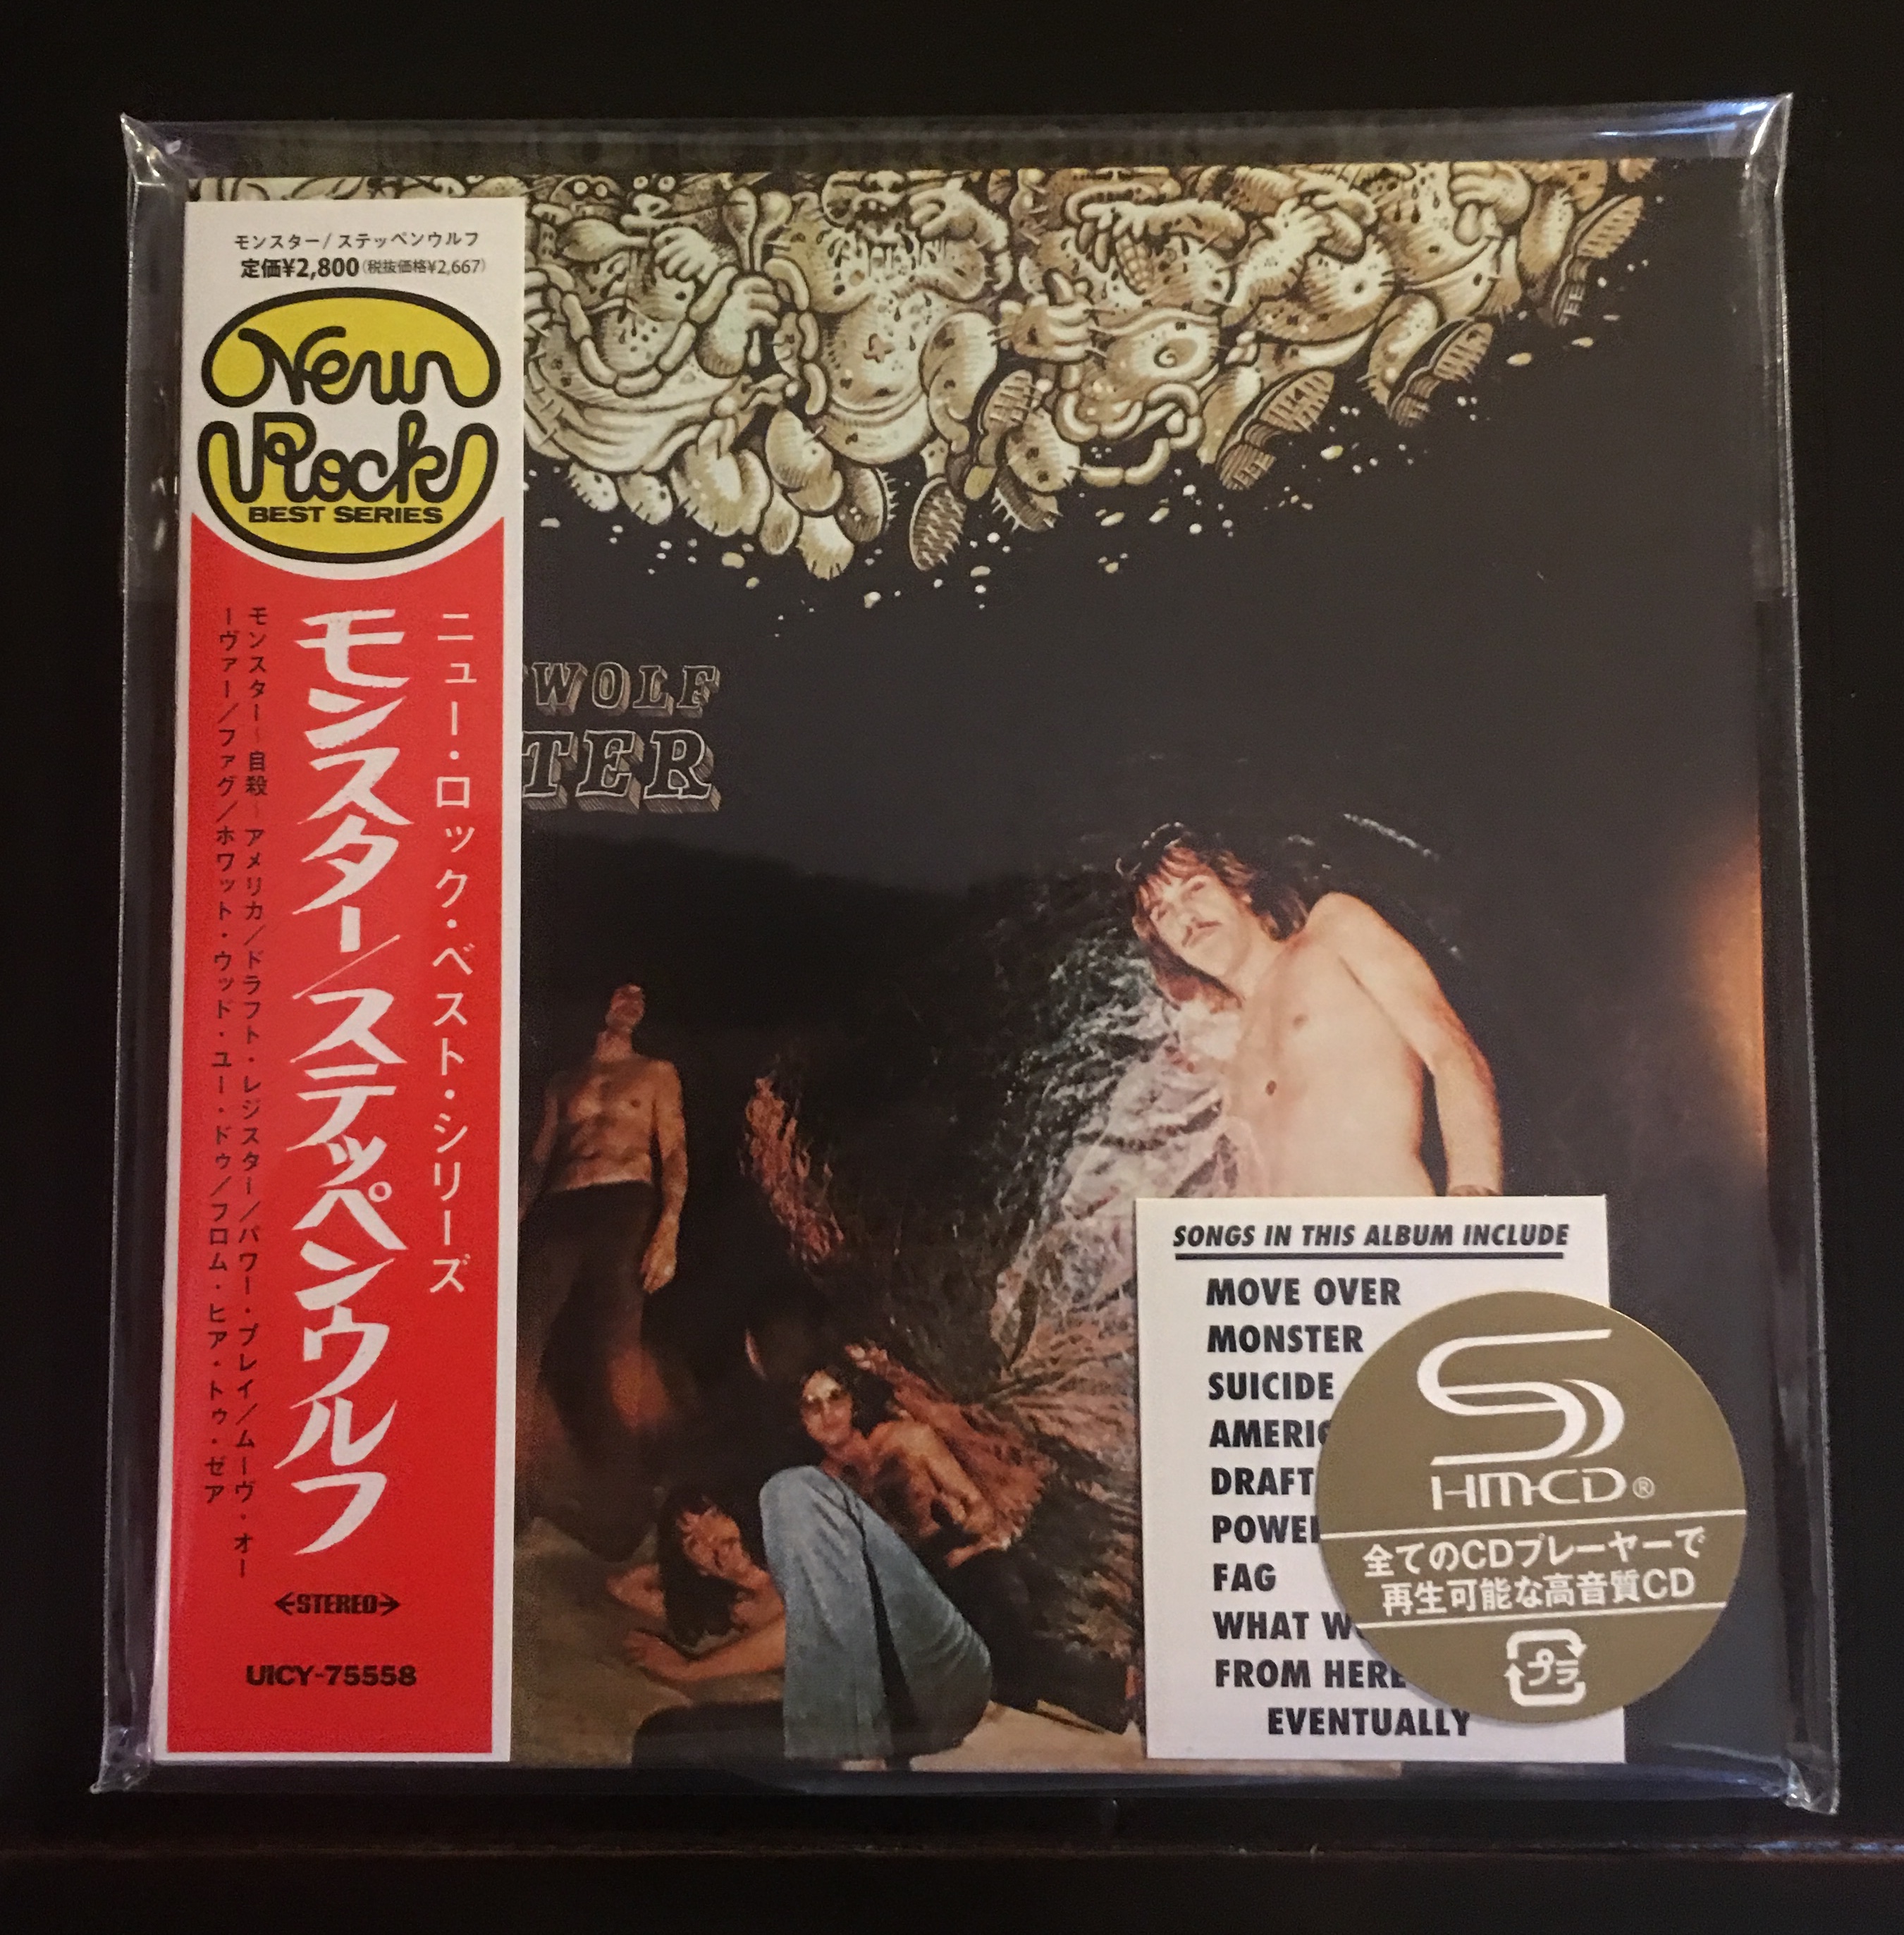 モンスター/ステッペンウルフ
定価¥2,800(税抜価格¥2,667)
New
Rock
BEST SERIES
ニュー・ロック・ベスト・シリーズ
モンスター/ステッペンウルフ
モンスター~自殺~アメリカ/ドラフト・レジスター/パワー・プレイ/ムーヴ・オー
ーヴァー/ファグ/ホワット・ウッド・ユー・ドゥ/フロム・ヒア・トゥ・ゼア
STEREO
UICY-75558
WOLF
TER
SONGS IN THIS ALBUM INCLUDE
MOVE OVER
MONSTER
SUICIDE
AMERIC
DRAFT
POWER
FAG
WHAT WO
FROM HERE
EVENTUALLY
SHM-CD®
全てのCDプレーヤーで
再生可能な高音質CD
プラ